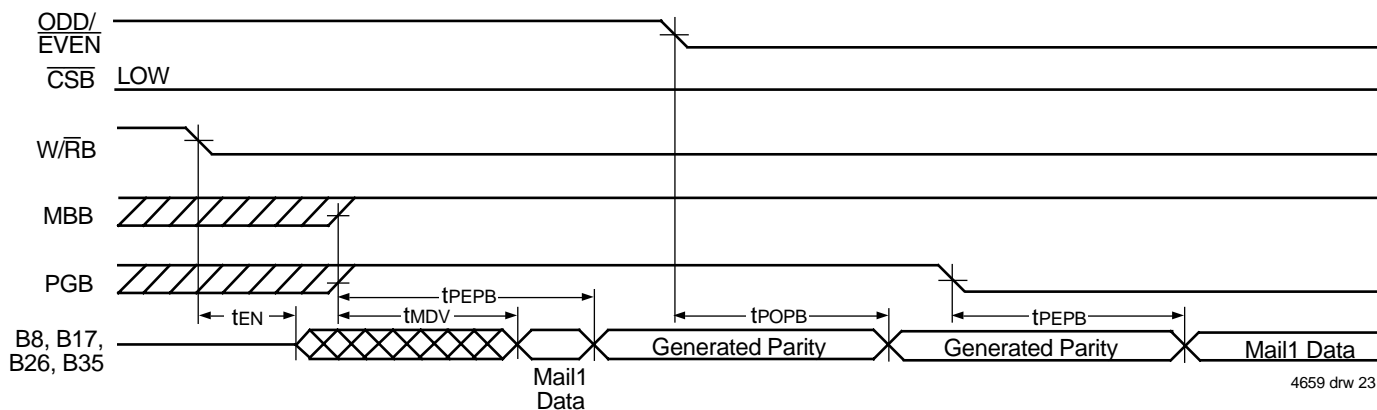 ODD/
EVEN
CSB LOW
W/RB
MBB
PGB
tPEPB
tEN tMDV tPOPB tPEPB
B8, B17,
B26, B35
Generated Parity Generated Parity Mail1 Data
Mail1
Data
4659 drw 23